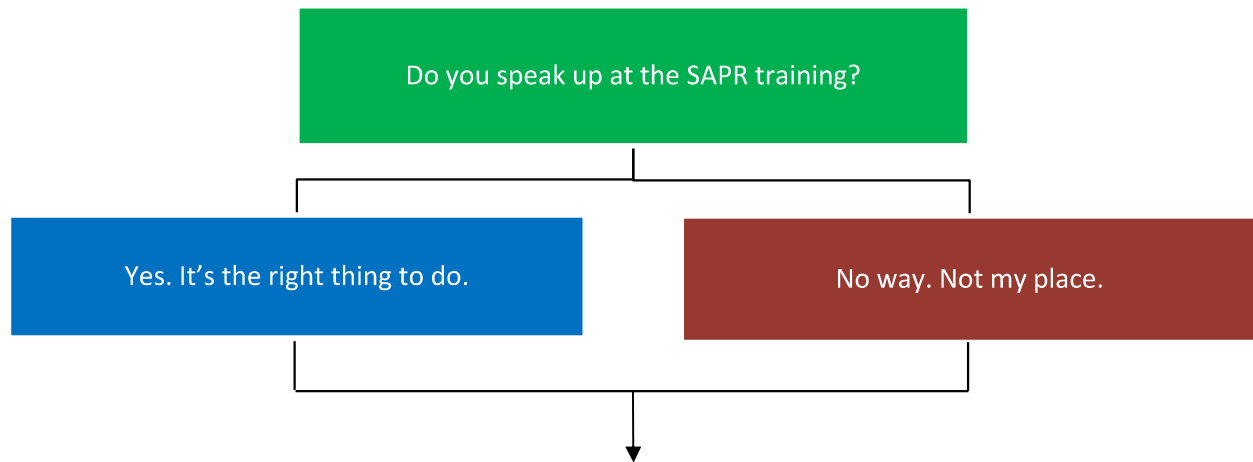 Do you speak up at the SAPR training?
Yes. It’s the right thing to do.
No way. Not my place.